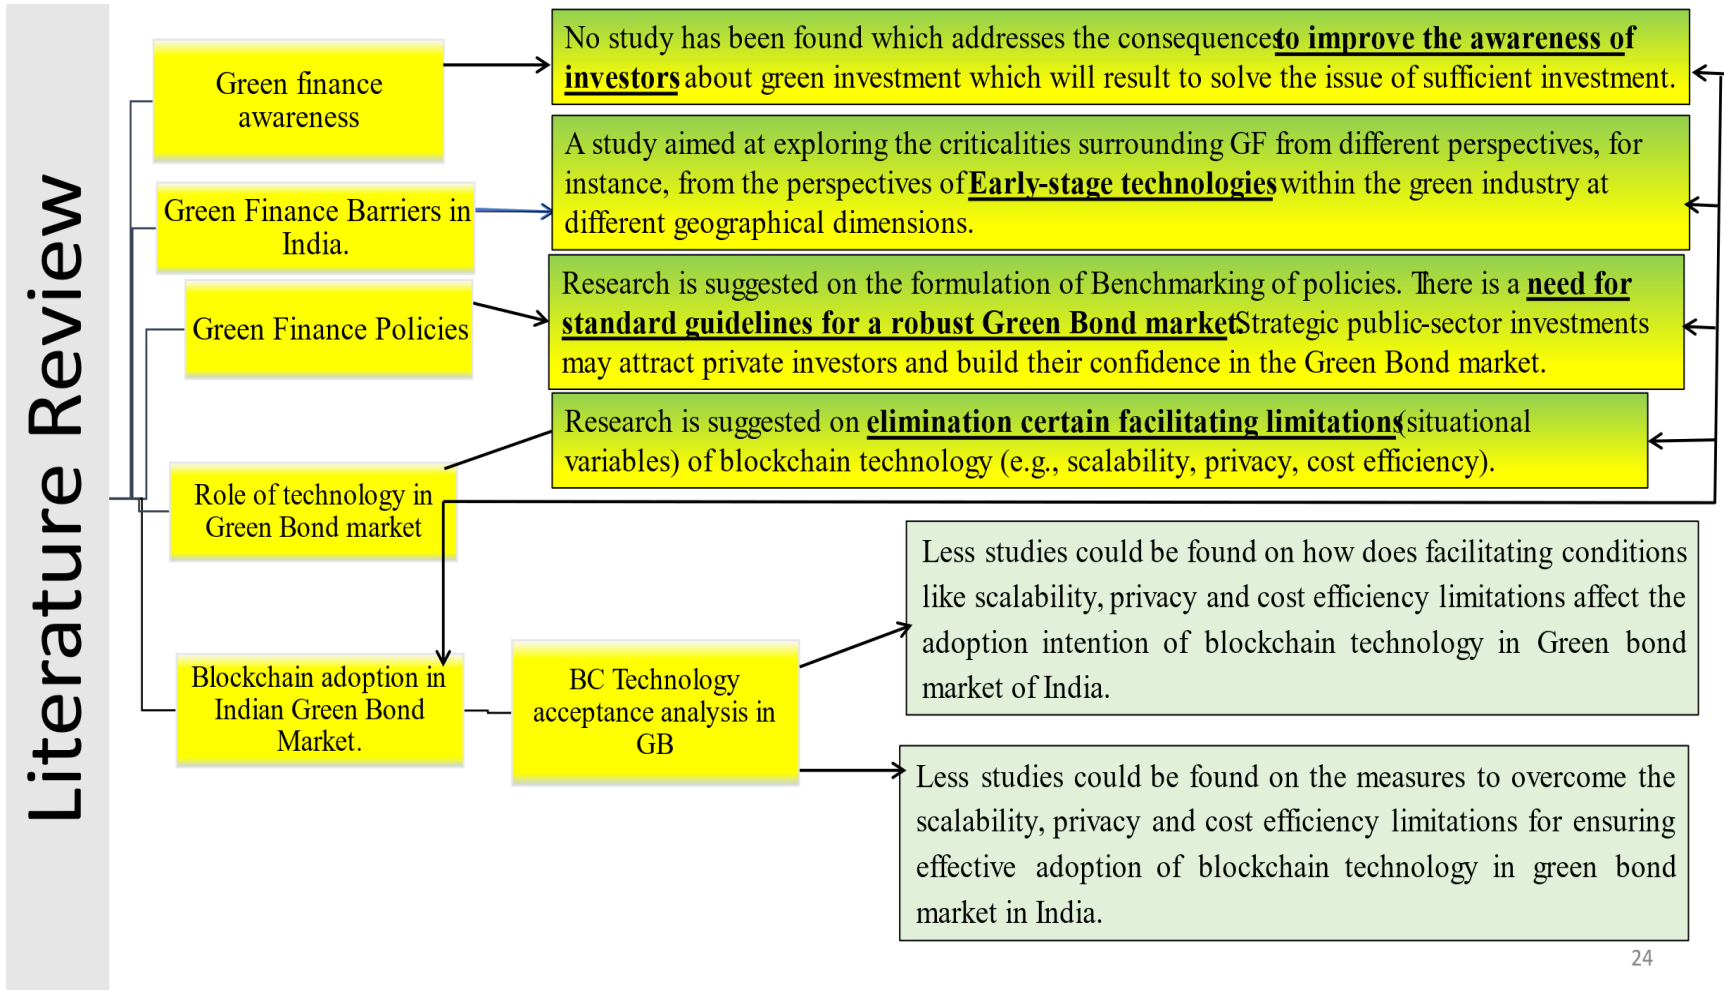 Literature Review
Green finance
awareness
No study has been found which addresses the consequences to improve the awareness of
investors about green investment which will result to solve the issue of sufficient investment.
Green Finance Barriers in
India.
A study aimed at exploring the criticalities surrounding GF from different perspectives, for
instance, from the perspectives of Early-stage technologies within the green industry at
different geographical dimensions.
Green Finance Policies
Research is suggested on the formulation of Benchmarking of policies. There is a need for
standard guidelines for a robust Green Bond market. Strategic public-sector investments
may attract private investors and build their confidence in the Green Bond market.
Role of technology in
Green Bond market
Research is suggested on elimination certain facilitating limitations (situational
variables) of blockchain technology (e.g., scalability, privacy, cost efficiency).
Blockchain adoption in
Indian Green Bond
Market.
BC Technology
acceptance analysis in
GB
Less studies could be found on how does facilitating conditions
like scalability, privacy and cost efficiency limitations affect the
adoption intention of blockchain technology in Green bond
market of India.
Less studies could be found on the measures to overcome the
scalability, privacy and cost efficiency limitations for ensuring
effective adoption of blockchain technology in green bond
market in India.
24